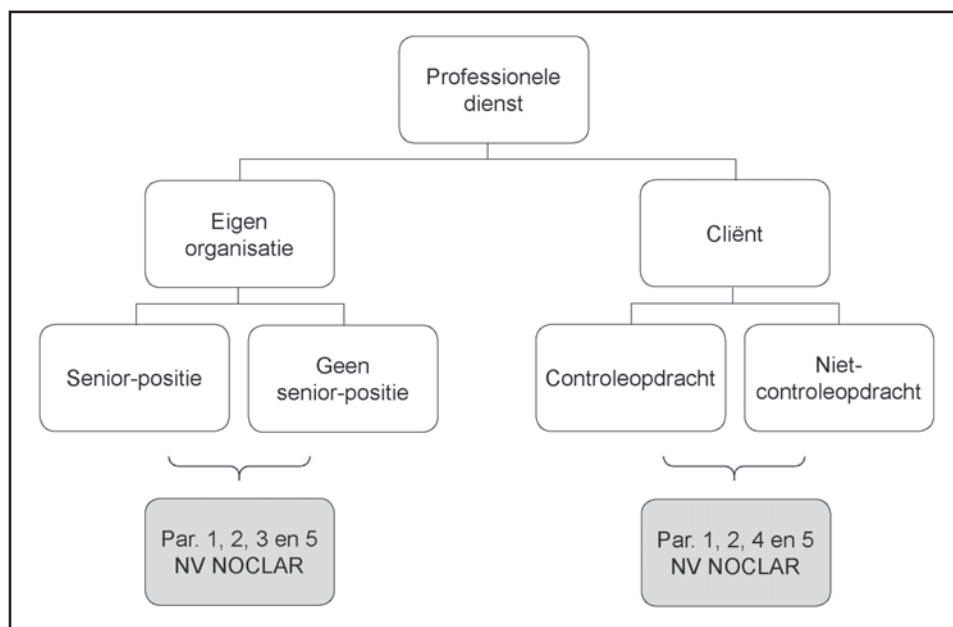 Professionele
dienst
Eigen
organisatie
Cliënt
Senior-positie
Geen
senior-positie
Controleopdracht
Niet-
controleopdracht
Par. 1, 2, 3 en 5
NV NOCLAR
Par. 1, 2, 4 en 5
NV NOCLAR